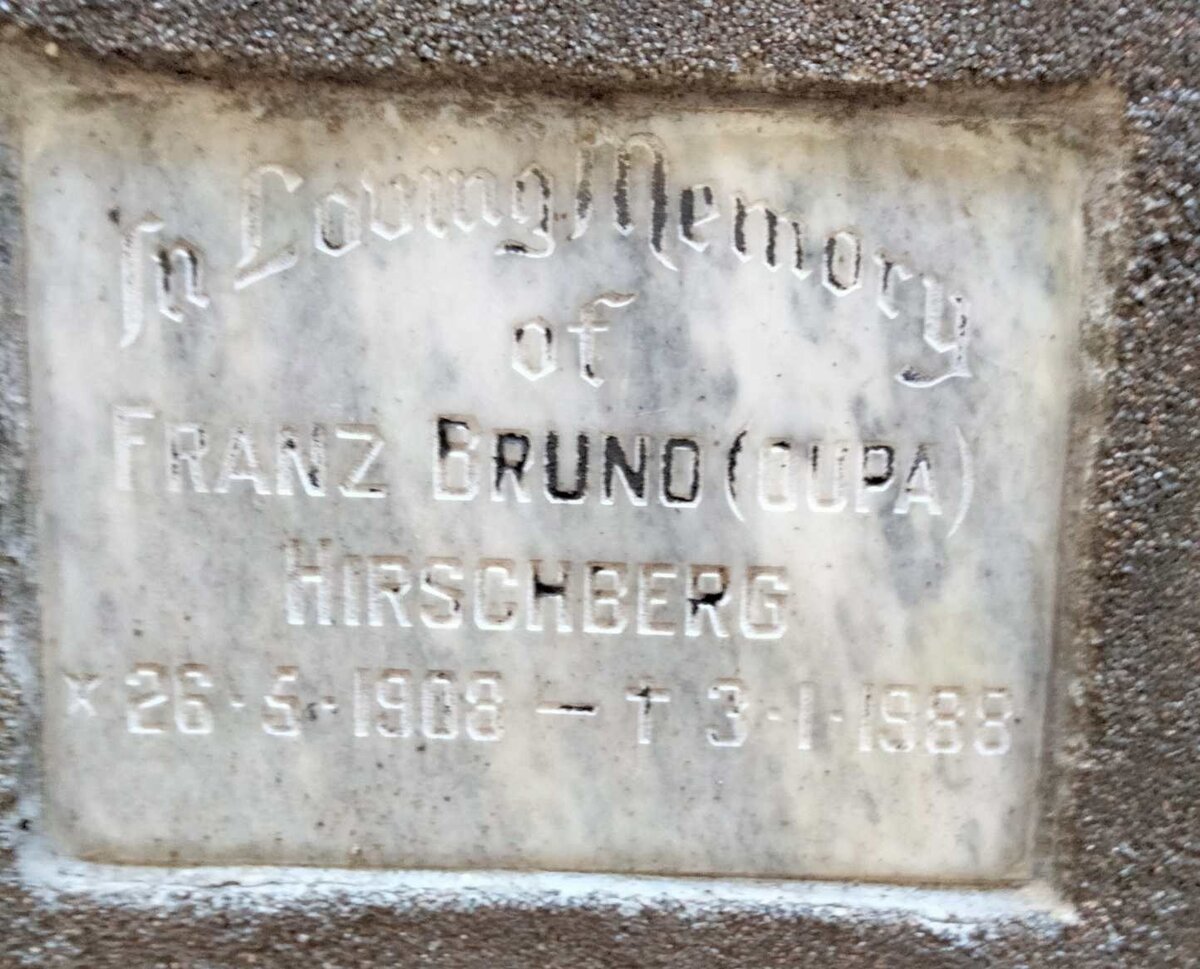 In Loving Memory
of
FRANZ BRUNO (OUPA)
HIRSCHBERG
* 26·5·1908 — † 3·1·1988